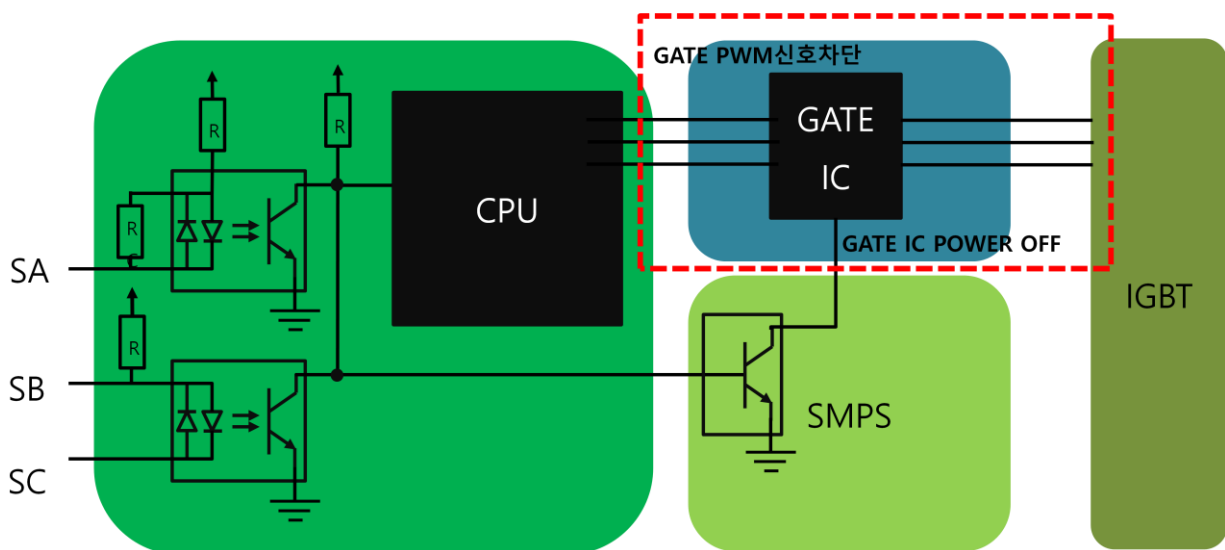 GATE PWM신호차단
R
R
GATE
IC
CPU
R
GATE IC POWER OFF
SA
IGBT
R
SB
SMPS
SC